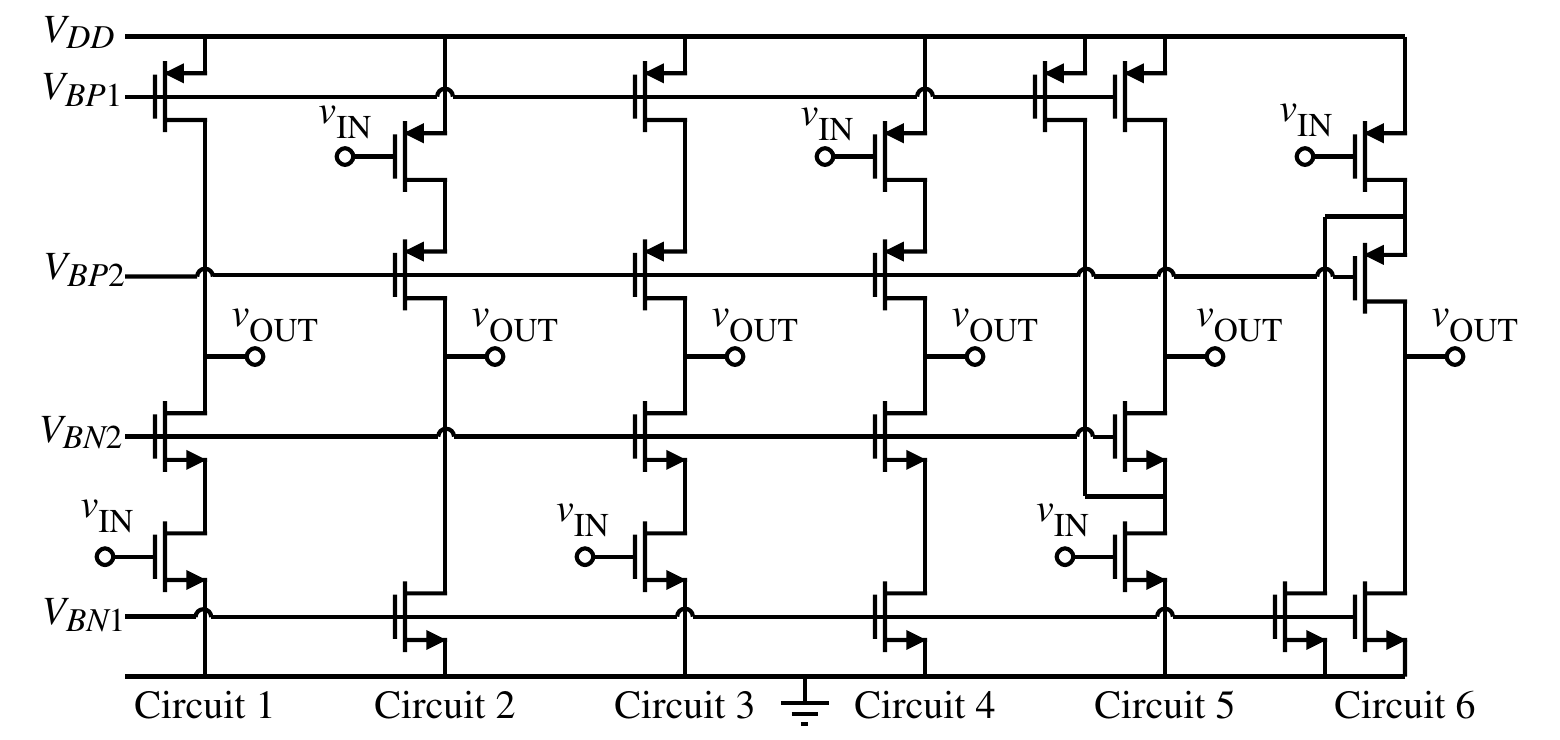 VDD
VBP1
vIN vIN vIN
VBP2
vOUT vOUT vOUT vOUT vOUT vOUT
VBN2
vIN vIN vIN
VBN1
Circuit 1 Circuit 2 Circuit 3 Circuit 4 Circuit 5 Circuit 6